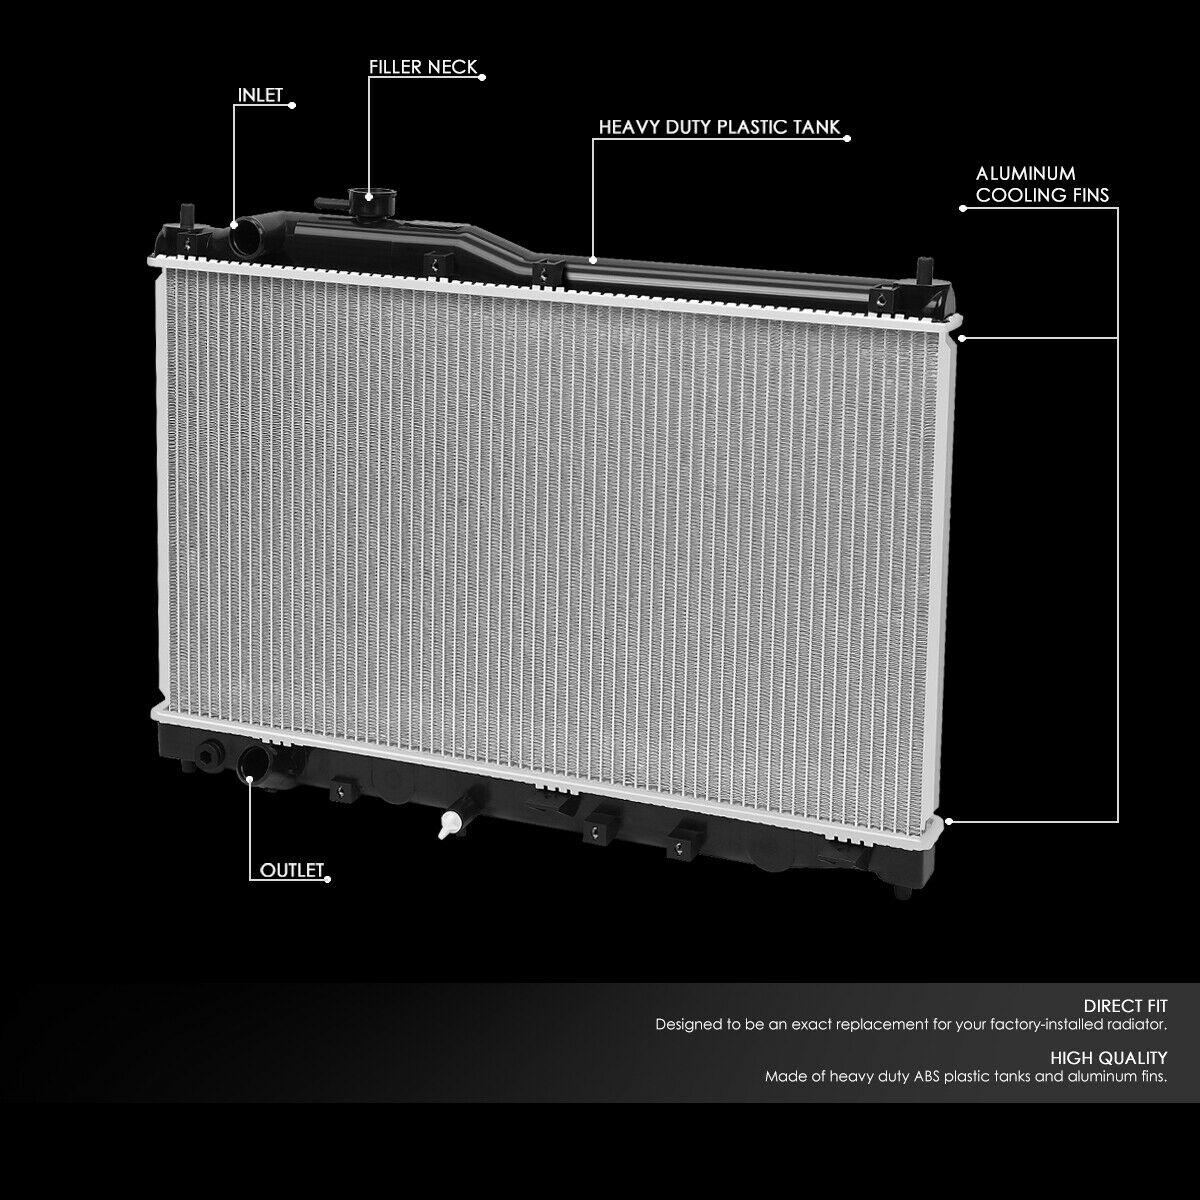 FILLER NECK
INLET
HEAVY DUTY PLASTIC TANK
ALUMINUM
COOLING FINS
OUTLET
DIRECT FIT
Designed to be an exact replacement for your factory-installed radiator.
HIGH QUALITY
Made of heavy duty ABS plastic tanks and aluminum fins.